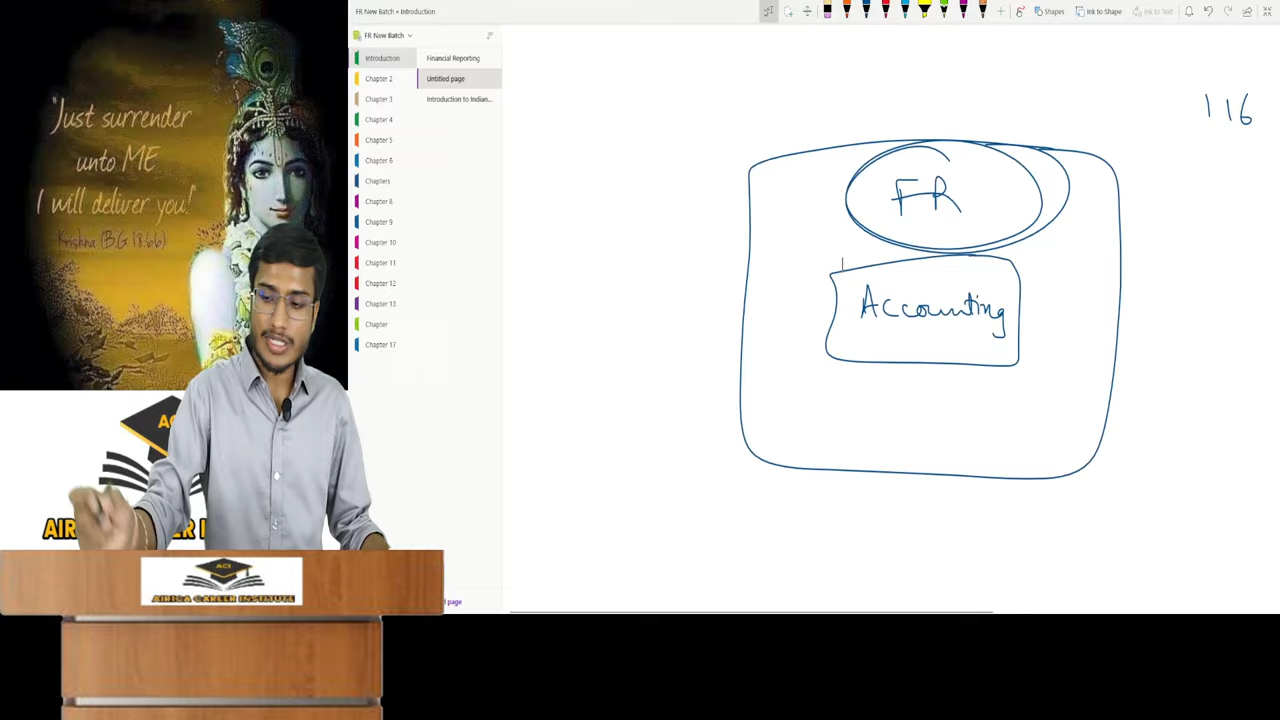 "Just surrender
unto ME
I will deliver you!"
Krishna (B.G 18:66)
ACI
AIRIGA CAREER INSTITUTE
FR New Batch » Introduction
Shapes
Ink to Shape
Ink to Text
FR New Batch
Introduction
Chapter 2
Chapter 3
Chapter 4
Chapter 5
Chapter 6
Chapters
Chapter 8
Chapter 9
Chapter 10
Chapter 11
Chapter 12
Chapter 13
Chapter
Chapter 17
Financial Reporting
Untitled page
Introduction to Indian...
d page
116
FR
Accounting